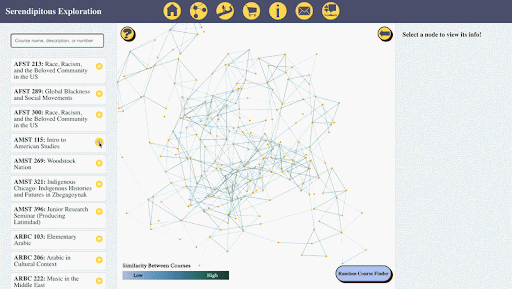 Serendipitous Exploration
Course name, description, or number
AFST 213: Race, Racism,
and the Beloved Community
in the US
AFST 289: Global Blackness
and Social Movements
AFST 300: Race, Racism,
and the Beloved Community
in the US
AMST 115: Intro to
American Studies
AMST 269: Woodstock
Nation
AMST 321: Indigenous
Chicago: Indigenous Histories
and Futures in Zhegagoynak
AMST 396: Junior Research
Seminar (Producing
Latinidad)
ARBC 103: Elementary
Arabic
ARBC 206: Arabic in
Cultural Context
ARBC 222: Music in the
Middle East
?
Similarity Between Courses
Low High
Random Course Finder
Select a node to view its info!